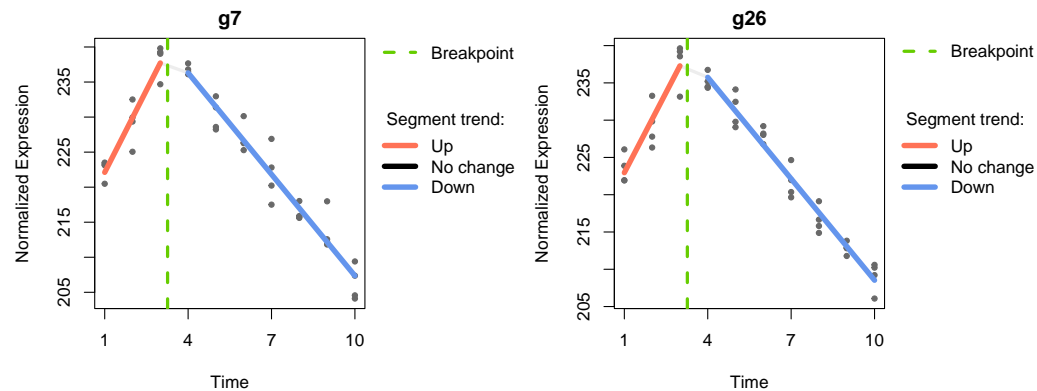 g7
Normalized Expression
235
225
215
205
1
4
7
10
Time
Breakpoint
Segment trend:
Up
No change
Down
g26
Normalized Expression
235
225
215
205
1
4
7
10
Time
Breakpoint
Segment trend:
Up
No change
Down